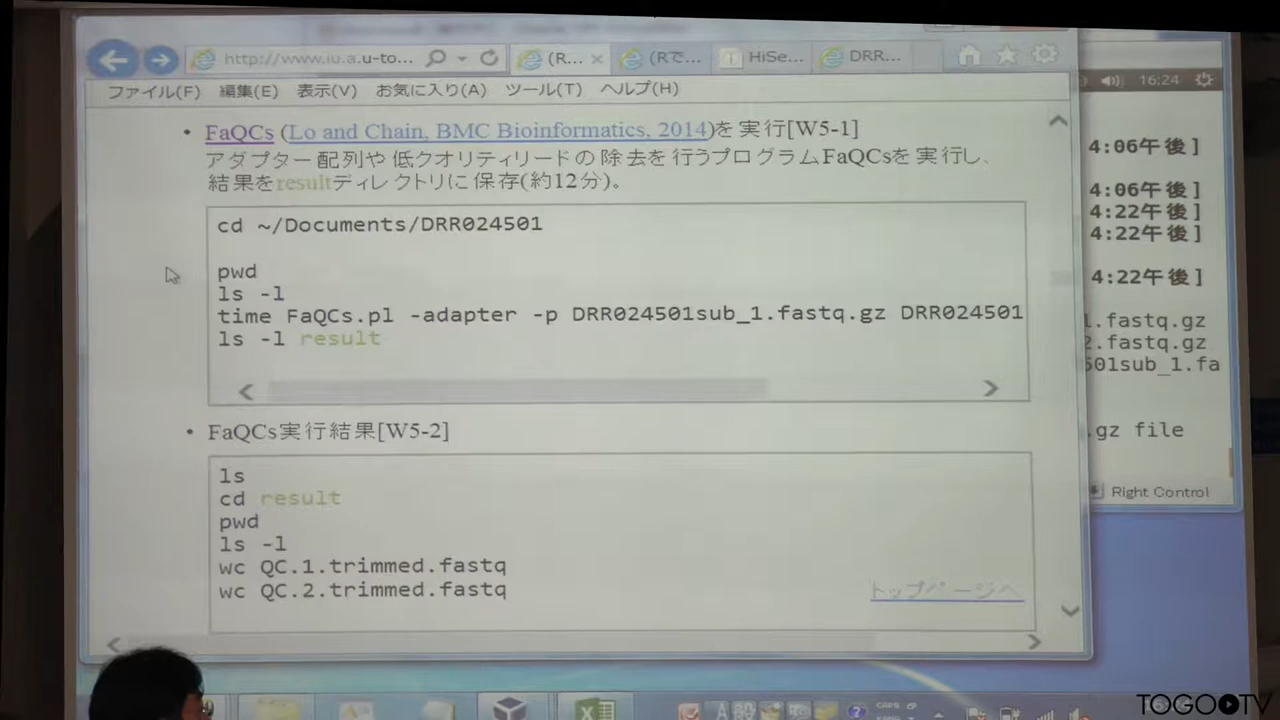 http://www.iu.a.u-to...
(R...
(Rで...
HiSe...
DRR...
16:24
ファイル(F) 編集(E) 表示(V) お気に入り(A) ツール(T) ヘルプ(H)
• FaQCs (Lo and Chain, BMC Bioinformatics, 2014)を実行[W5-1]
アダプター配列や低クオリティリードの除去を行うプログラムFaQCsを実行し、
結果をresultディレクトリに保存(約12分)。
cd ~/Documents/DRR024501
pwd
ls -l
time FaQCs.pl -adapter -p DRR024501sub_1.fastq.gz DRR024501
ls -l result
• FaQCs実行結果[W5-2]
ls
cd result
pwd
ls -l
wc QC.1.trimmed.fastq
wc QC.2.trimmed.fastq
トップページへ
4:06午後]
4:06午後]
4:22午後]
4:22午後]
4:22午後]
1.fastq.gz
2.fastq.gz
501sub_1.fa
.gz file
Right Control
CAPS
TOGOTV